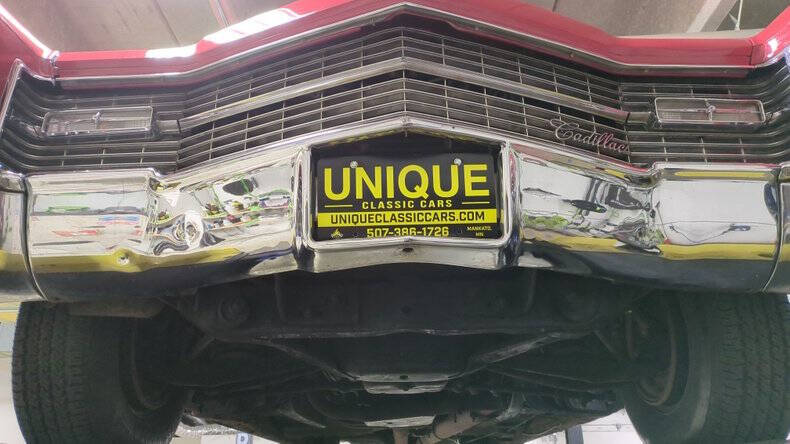 Cadillac
UNIQUE
CLASSIC CARS
UNIQUECLASSICCARS.COM
507-386-1726
MANKATO,
MN